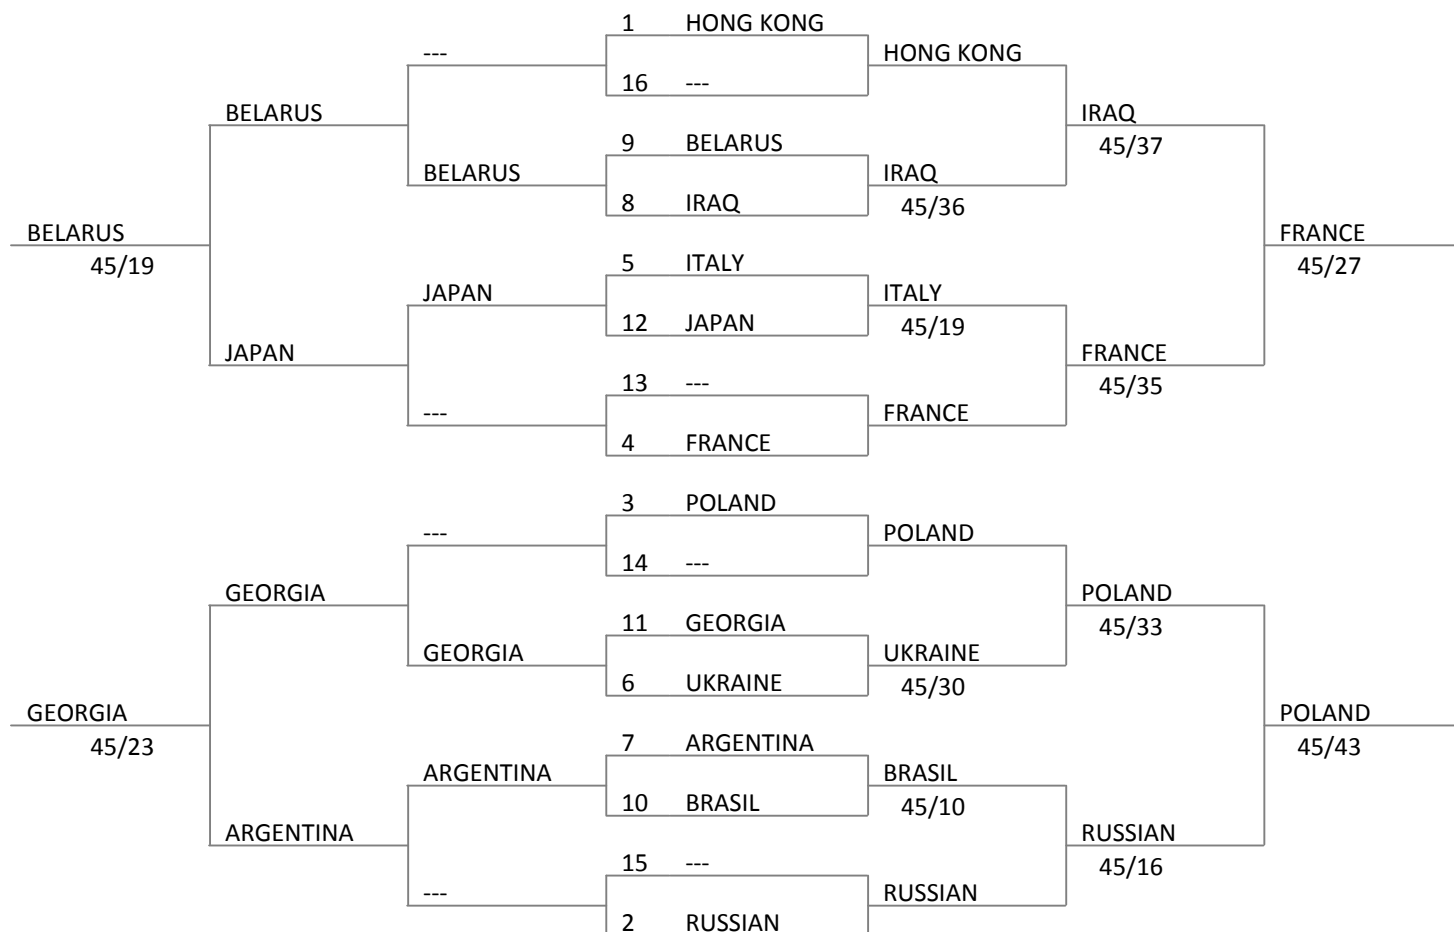 1 HONG KONG
--- HONG KONG
16 ---
BELARUS IRAQ
9 BELARUS 45/37
BELARUS IRAQ
8 IRAQ 45/36
BELARUS FRANCE
45/19 5 ITALY 45/27
JAPAN ITALY
12 JAPAN 45/19
JAPAN FRANCE
13 --- 45/35
--- FRANCE
4 FRANCE
3 POLAND
--- POLAND
14 ---
GEORGIA POLAND
11 GEORGIA 45/33
GEORGIA UKRAINE
6 UKRAINE 45/30
GEORGIA POLAND
45/23 7 ARGENTINA 45/43
ARGENTINA BRASIL
10 BRASIL 45/10
ARGENTINA RUSSIAN
15 --- 45/16
--- RUSSIAN
2 RUSSIAN